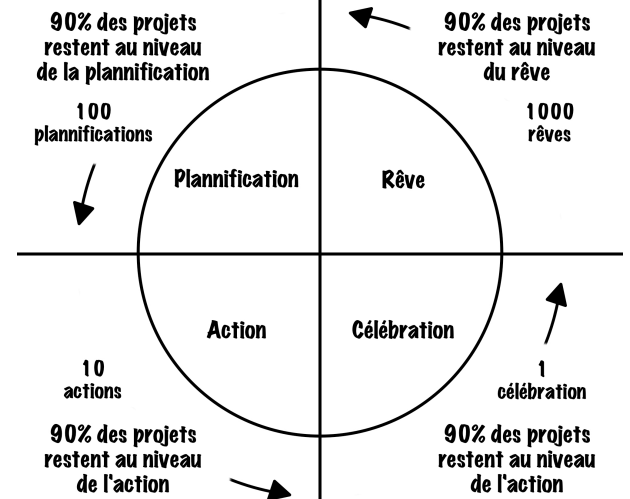 90% des projets
restent au niveau
de la plannification
100
plannifications
90% des projets
restent au niveau
du rêve
1000
rêves
Plannification
Rêve
Action
Célébration
10
actions
90% des projets
restent au niveau
de l'action
1
célébration
90% des projets
restent au niveau
de l'action